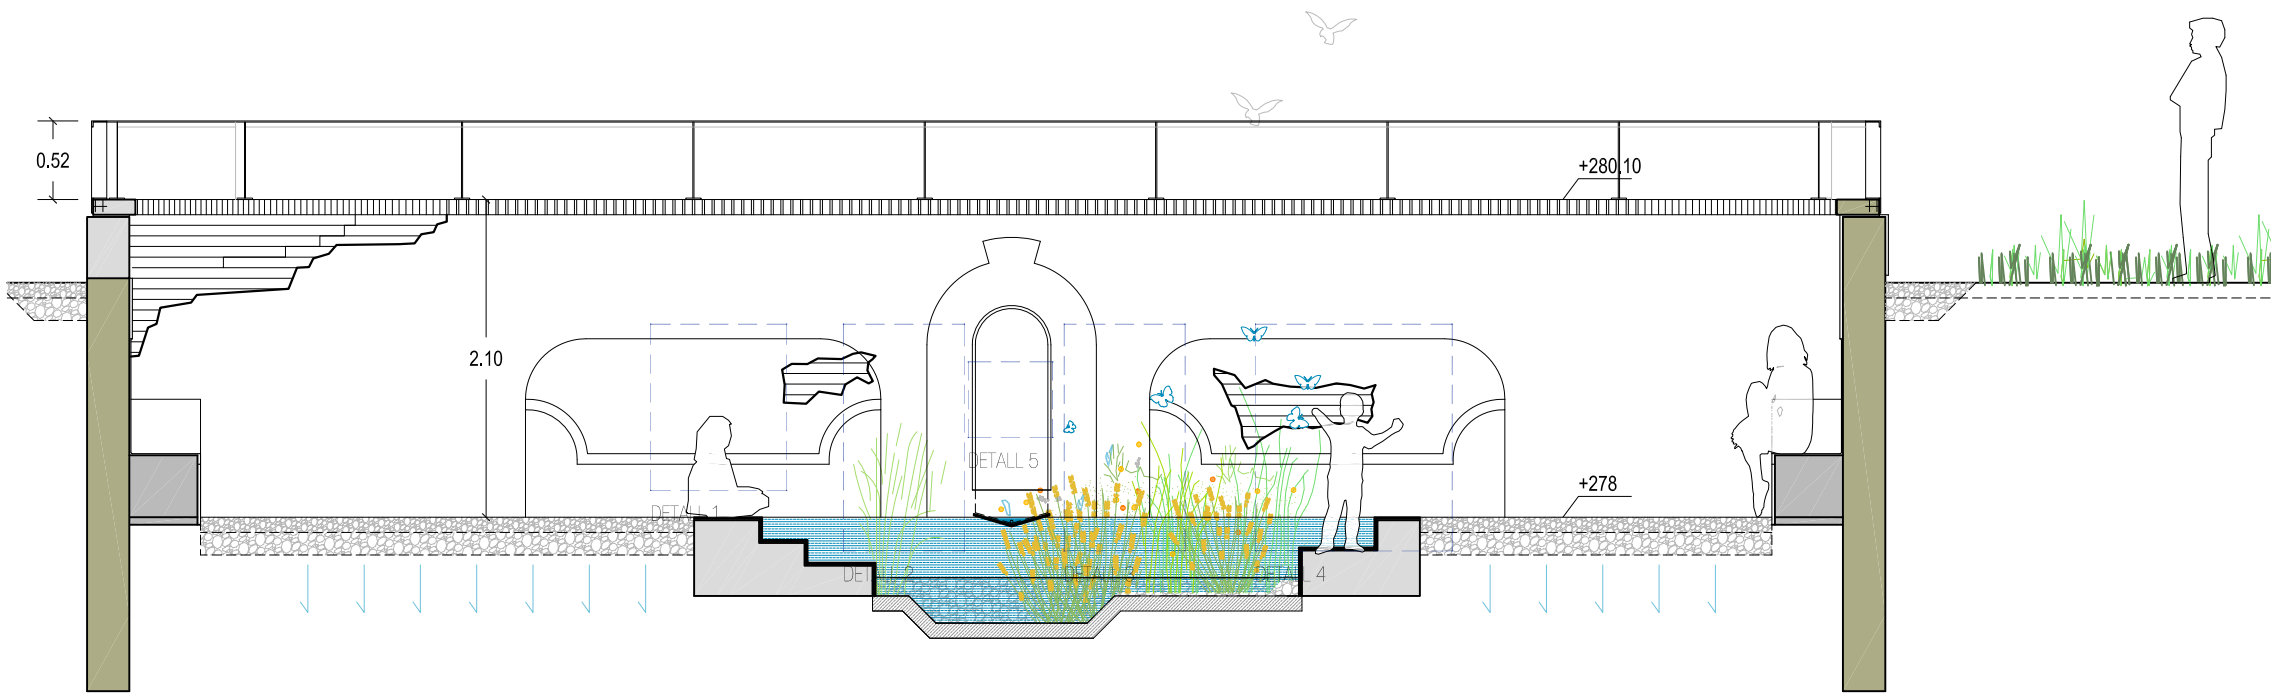 0.52
+280,10
2.10
DETALL 5
+278
DETALL 1
DETALL 2
DETALL 3
DETALL 4